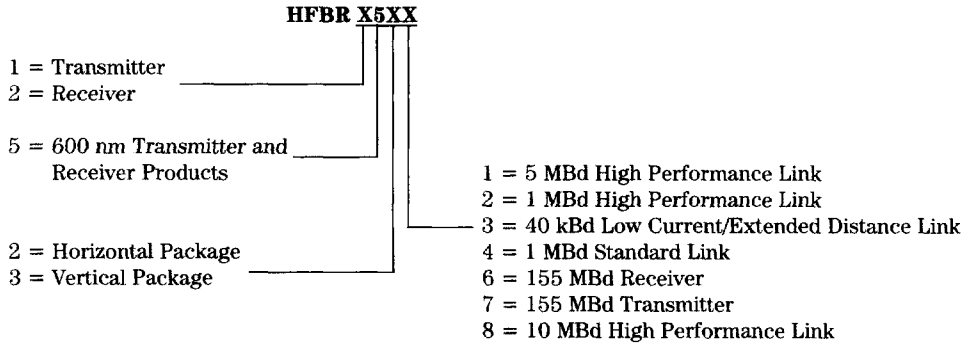 HFBR X5XX
1 = Transmitter
2 = Receiver
5 = 600 nm Transmitter and
Receiver Products
2 = Horizontal Package
3 = Vertical Package
1 = 5 MBd High Performance Link
2 = 1 MBd High Performance Link
3 = 40 kBd Low Current/Extended Distance Link
4 = 1 MBd Standard Link
6 = 155 MBd Receiver
7 = 155 MBd Transmitter
8 = 10 MBd High Performance Link